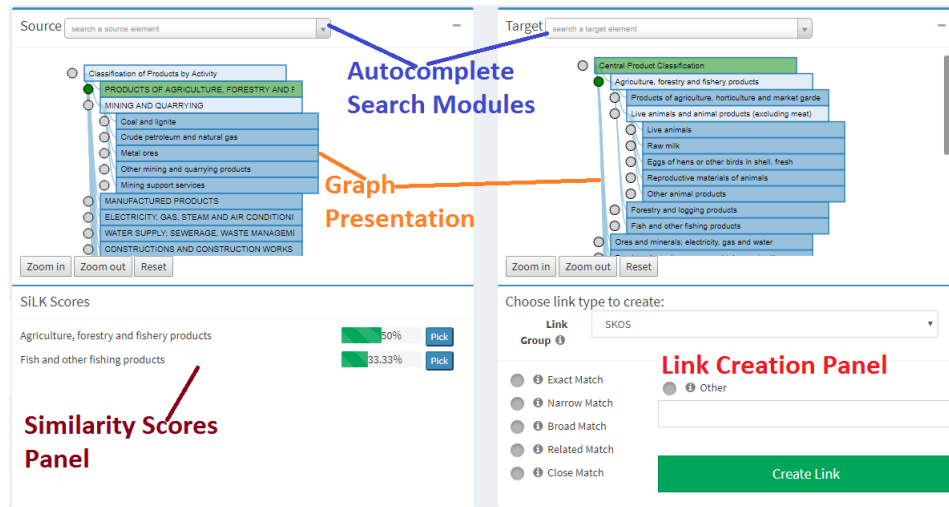 Source search a source element
Classification of Products by Activity
PRODUCTS OF AGRICULTURE, FORESTRY AND F
MINING AND QUARRYING
Coal and lignite
Crude petroleum and natural gas
Metal ores
Other mining and quarrying products
Mining support services
MANUFACTURED PRODUCTS
ELECTRICITY, GAS, STEAM AND AIR CONDITIONI
WATER SUPPLY; SEWERAGE, WASTE MANAGEMI
CONSTRUCTIONS AND CONSTRUCTION WORKS
Zoom in Zoom out Reset
Autocomplete
Search Modules
Graph
Presentation
Target search a target element
Central Product Classification
Agriculture, forestry and fishery products
Products of agriculture, horticulture and market garde
Live animals and animal products (excluding meat)
Live animals
Raw milk
Eggs of hens or other birds in shell, fresh
Reproductive materials of animals
Other animal products
Forestry and logging products
Fish and other fishing products
Ores and minerals; electricity, gas and water
Zoom in Zoom out Reset
SiLK Scores
Agriculture, forestry and fishery products 50% Pick
Fish and other fishing products 33.33% Pick
Similarity Scores
Panel
Choose link type to create:
Link
Group
SKOS
Link Creation Panel
Exact Match
Narrow Match
Broad Match
Related Match
Close Match
Other
Create Link